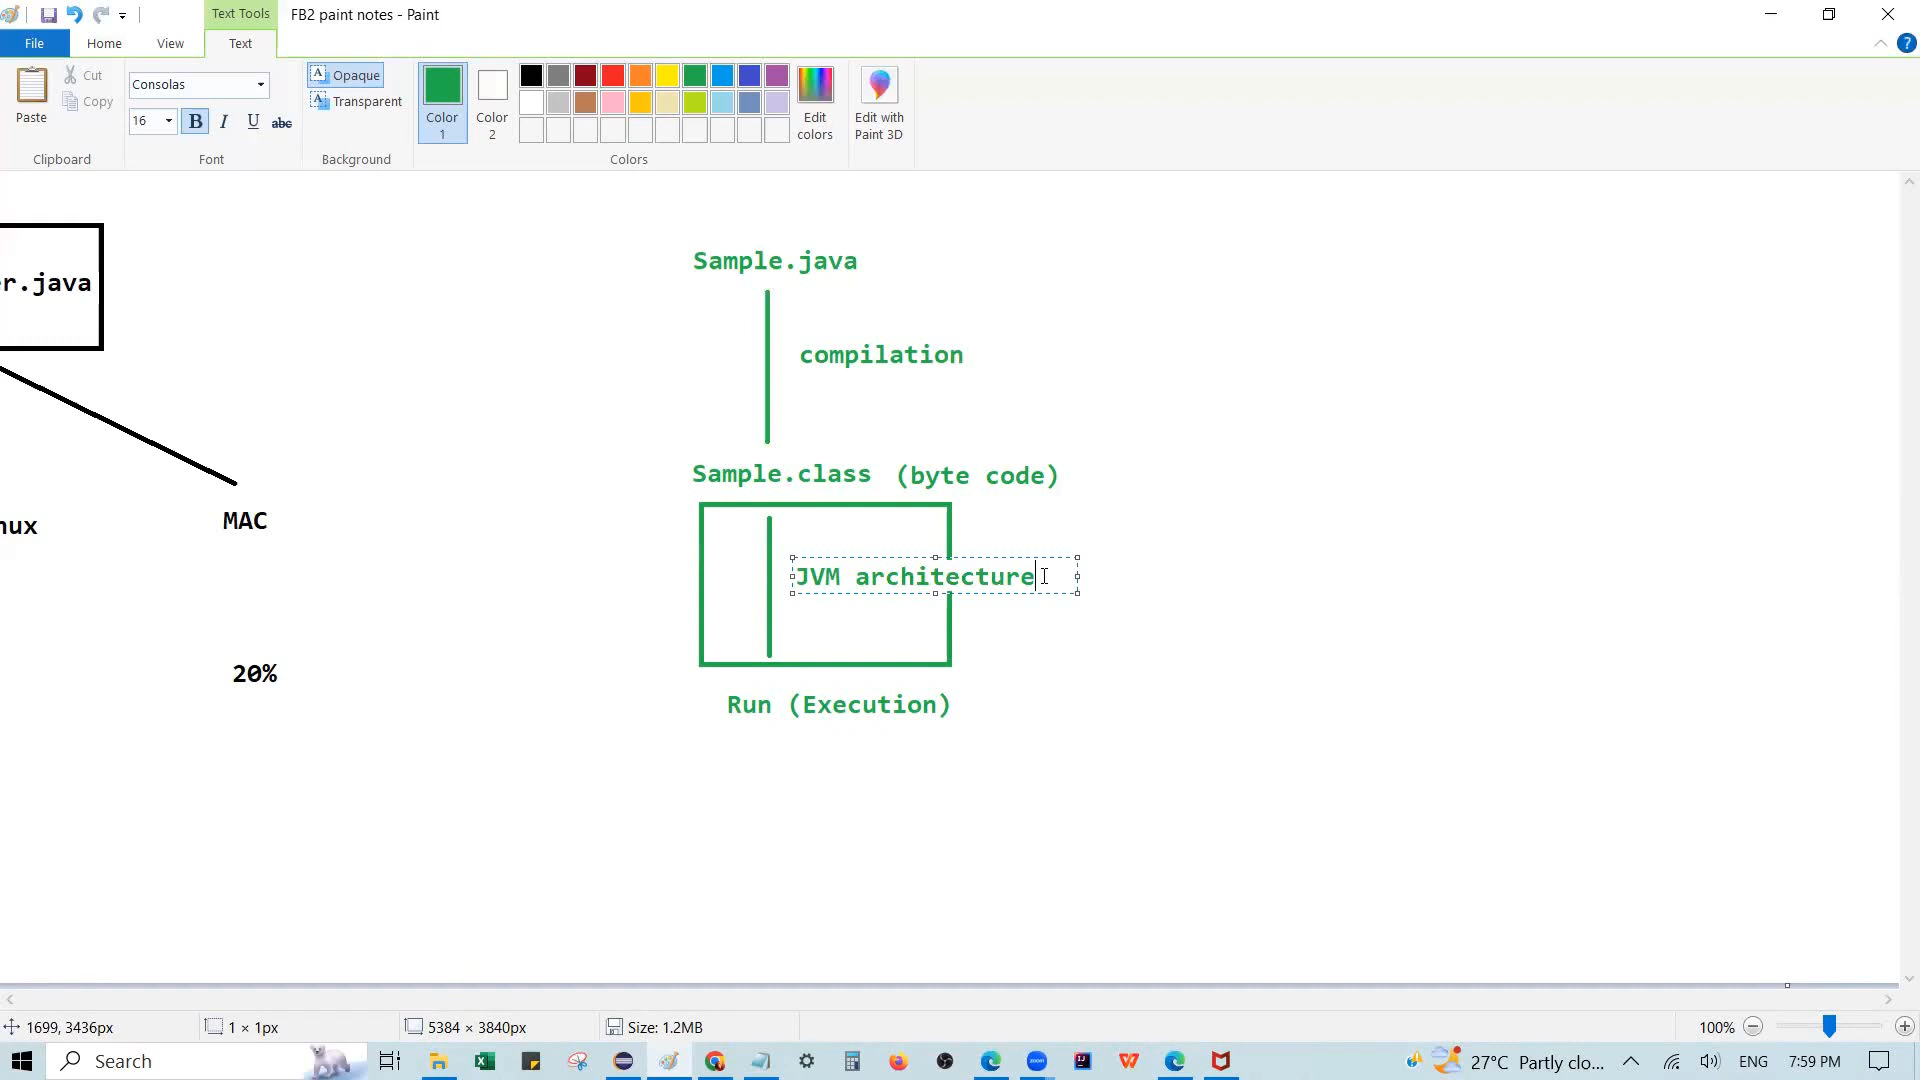 Text Tools
FB2 paint notes - Paint
File
Home
View
Text
Paste
Cut
Copy
Clipboard
Consolas
16
B I U abc
Font
Opaque
Transparent
Background
Color 1
Color 2
Edit colors
Colors
Edit with Paint 3D
r.java
MAC
nux
20%
Sample.java
compilation
Sample.class (byte code)
JVM architecture
Run (Execution)
1699, 3436px
1 × 1px
5384 × 3840px
Size: 1.2MB
100%
Search
27°C Partly clo...
ENG
7:59 PM